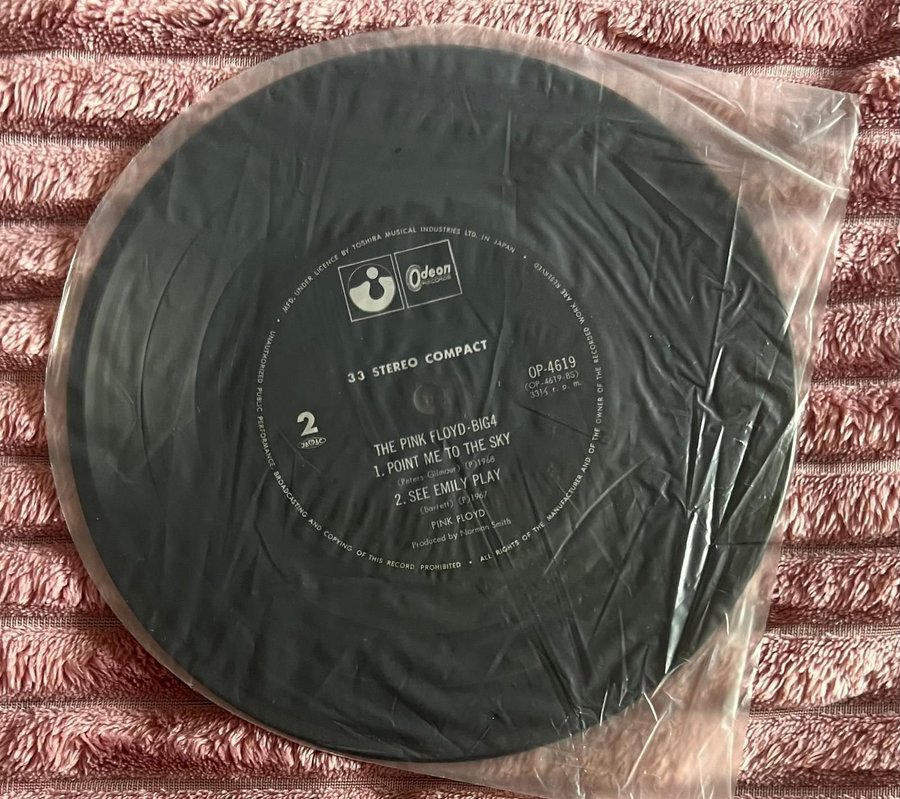 MFD. UNDER LICENCE BY TOSHIBA MUSICAL INDUSTRIES LTD. IN JAPAN
Odeon
RECORDS
33 STEREO COMPACT
OP-4619
(OP-4619-BS)
33⅓ r. p. m.
2
THE PINK FLOYD·BIG4
1. POINT ME TO THE SKY
(Peters Gilmour) (P)1968
2. SEE EMILY PLAY
(Barrett) (P)1967
PINK FLOYD
Produced by Norman Smith
UNAUTHORIZED PUBLIC PERFORMANCE BROADCASTING AND COPYING OF THIS RECORD PROHIBITED • ALL RIGHTS OF THE MANUFACTURER AND OF THE OWNER OF THE RECORDED WORK ARE RESERVED